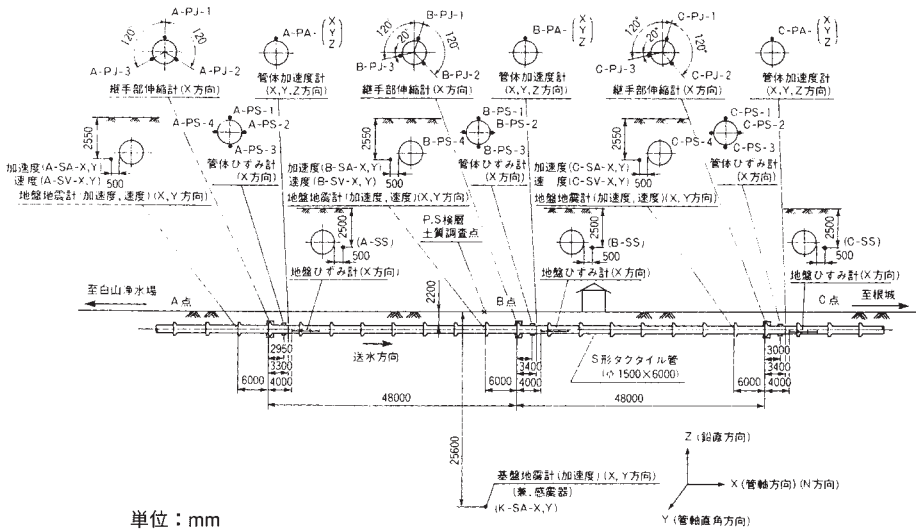 A-PJ-1
120°
120°
A-PJ-3
A-PJ-2
継手部伸縮計(X方向)
A-PA-(X Y Z)
管体加速度計
(X,Y,Z方向)
B-PJ-1
120°
20°
120°
B-PJ-3
B-PJ-2
継手部伸縮計(X方向)
B-PA-(X Y Z)
管体加速度計
(X,Y,Z方向)
C-PJ-1
120°
20°
120°
C-PJ-3
C-PJ-2
継手部伸縮計(X方向)
C-PA-(X Y Z)
管体加速度計
(X,Y,Z方向)
2550
500
加速度(A-SA-X,Y)
速度(A-SV-X,Y)
地盤地震計(加速度,速度)(X,Y方向)
A-PS-1
A-PS-2
A-PS-3
A-PS-4
管体ひずみ計
(X方向)
2550
500
加速度(B-SA-X,Y)
速度(B-SV-X,Y)
地盤地震計(加速度,速度)(X,Y方向)
B-PS-1
B-PS-2
B-PS-3
B-PS-4
管体ひずみ計
(X方向)
2550
500
加速度(C-SA-X,Y)
速 度(C-SV-X,Y)
地盤地震計(加速度,速度)(X,Y方向)
C-PS-1
C-PS-2
C-PS-3
C-PS-4
管体ひずみ計
(X方向)
2500
(A-SS)
500
地盤ひずみ計(X方向)
P.S検層
土質調査点
2500
(B-SS)
500
地盤ひずみ計(X方向)
2500
(C-SS)
500
地盤ひずみ計(X方向)
至白山浄水場
A点
2200
B点
C点
至根城
送水方向
2950
3300
4000
6000
3400
4000
6000
3000
3400
4000
6000
S形ダクタイル管
(φ1500×6000)
48000
48000
25600
基盤地震計(加速度)(X,Y方向)
(兼.感震器)
(K-SA-X,Y)
Z(鉛直方向)
X(管軸方向)(N方向)
Y(管軸直角方向)
単位：mm